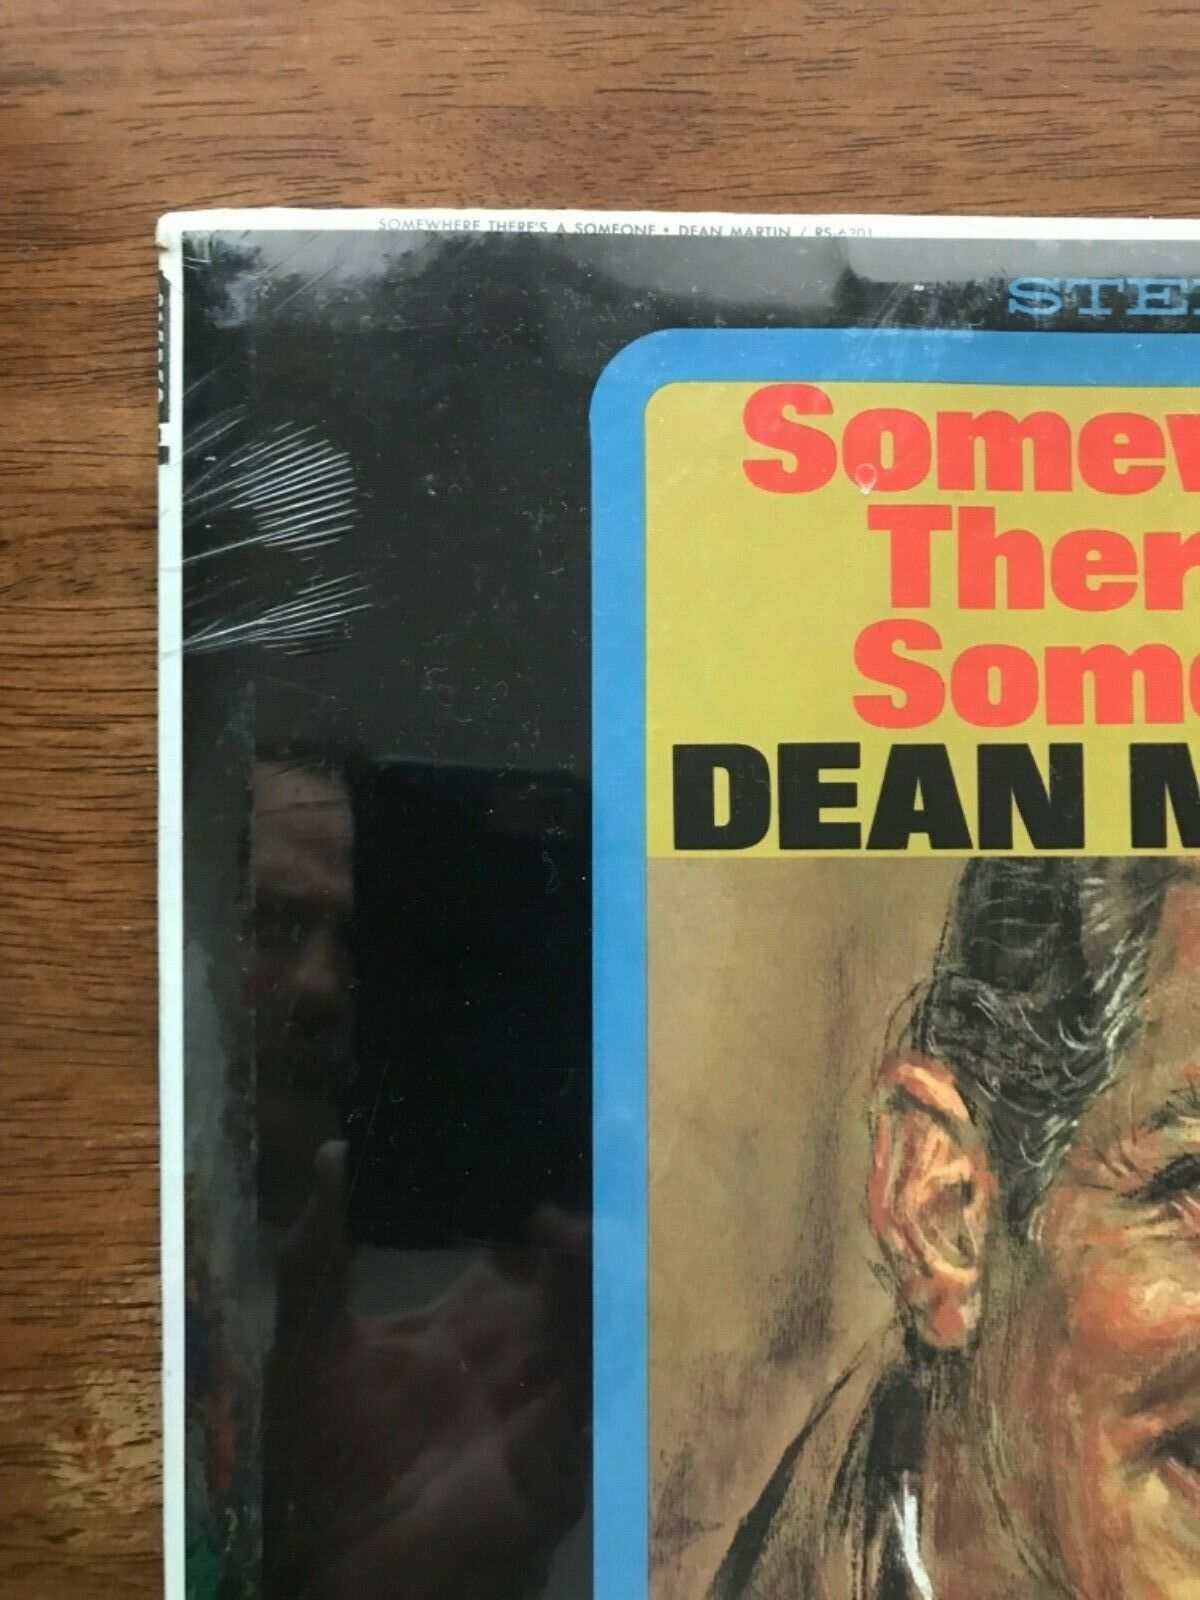 SOMEWHERE THERE'S A SOMEONE • DEAN MARTIN / RS-6201
STE
Somew
Ther
Some
DEAN M